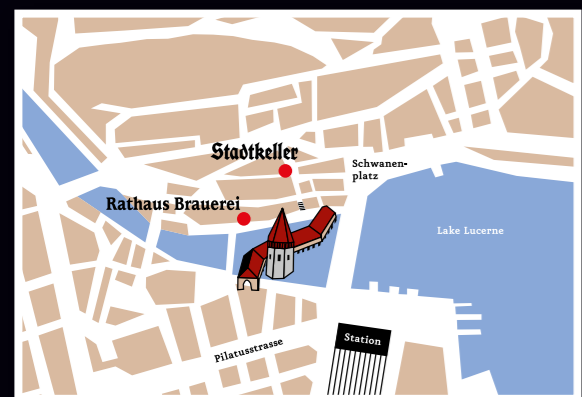 Stadtkeller
Schwanen-
platz
Rathaus Brauerei
Lake Lucerne
Station
Pilatusstrasse